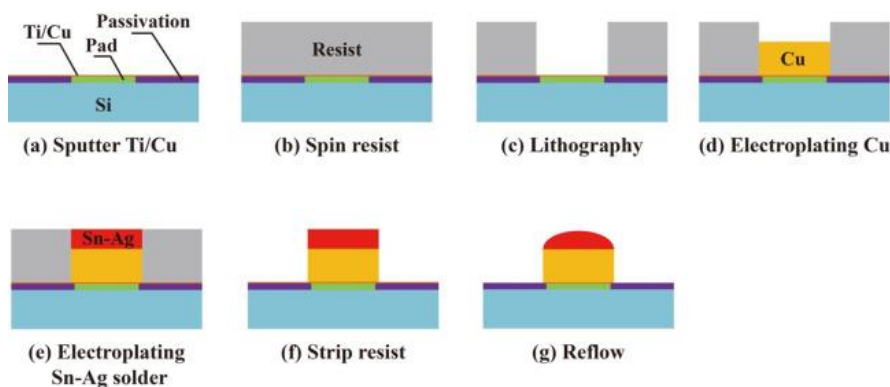 Ti/Cu
Passivation
Pad
Si
(a) Sputter Ti/Cu
Resist
(b) Spin resist
(c) Lithography
Cu
(d) Electroplating Cu
Sn-Ag
(e) Electroplating
Sn-Ag solder
(f) Strip resist
(g) Reflow